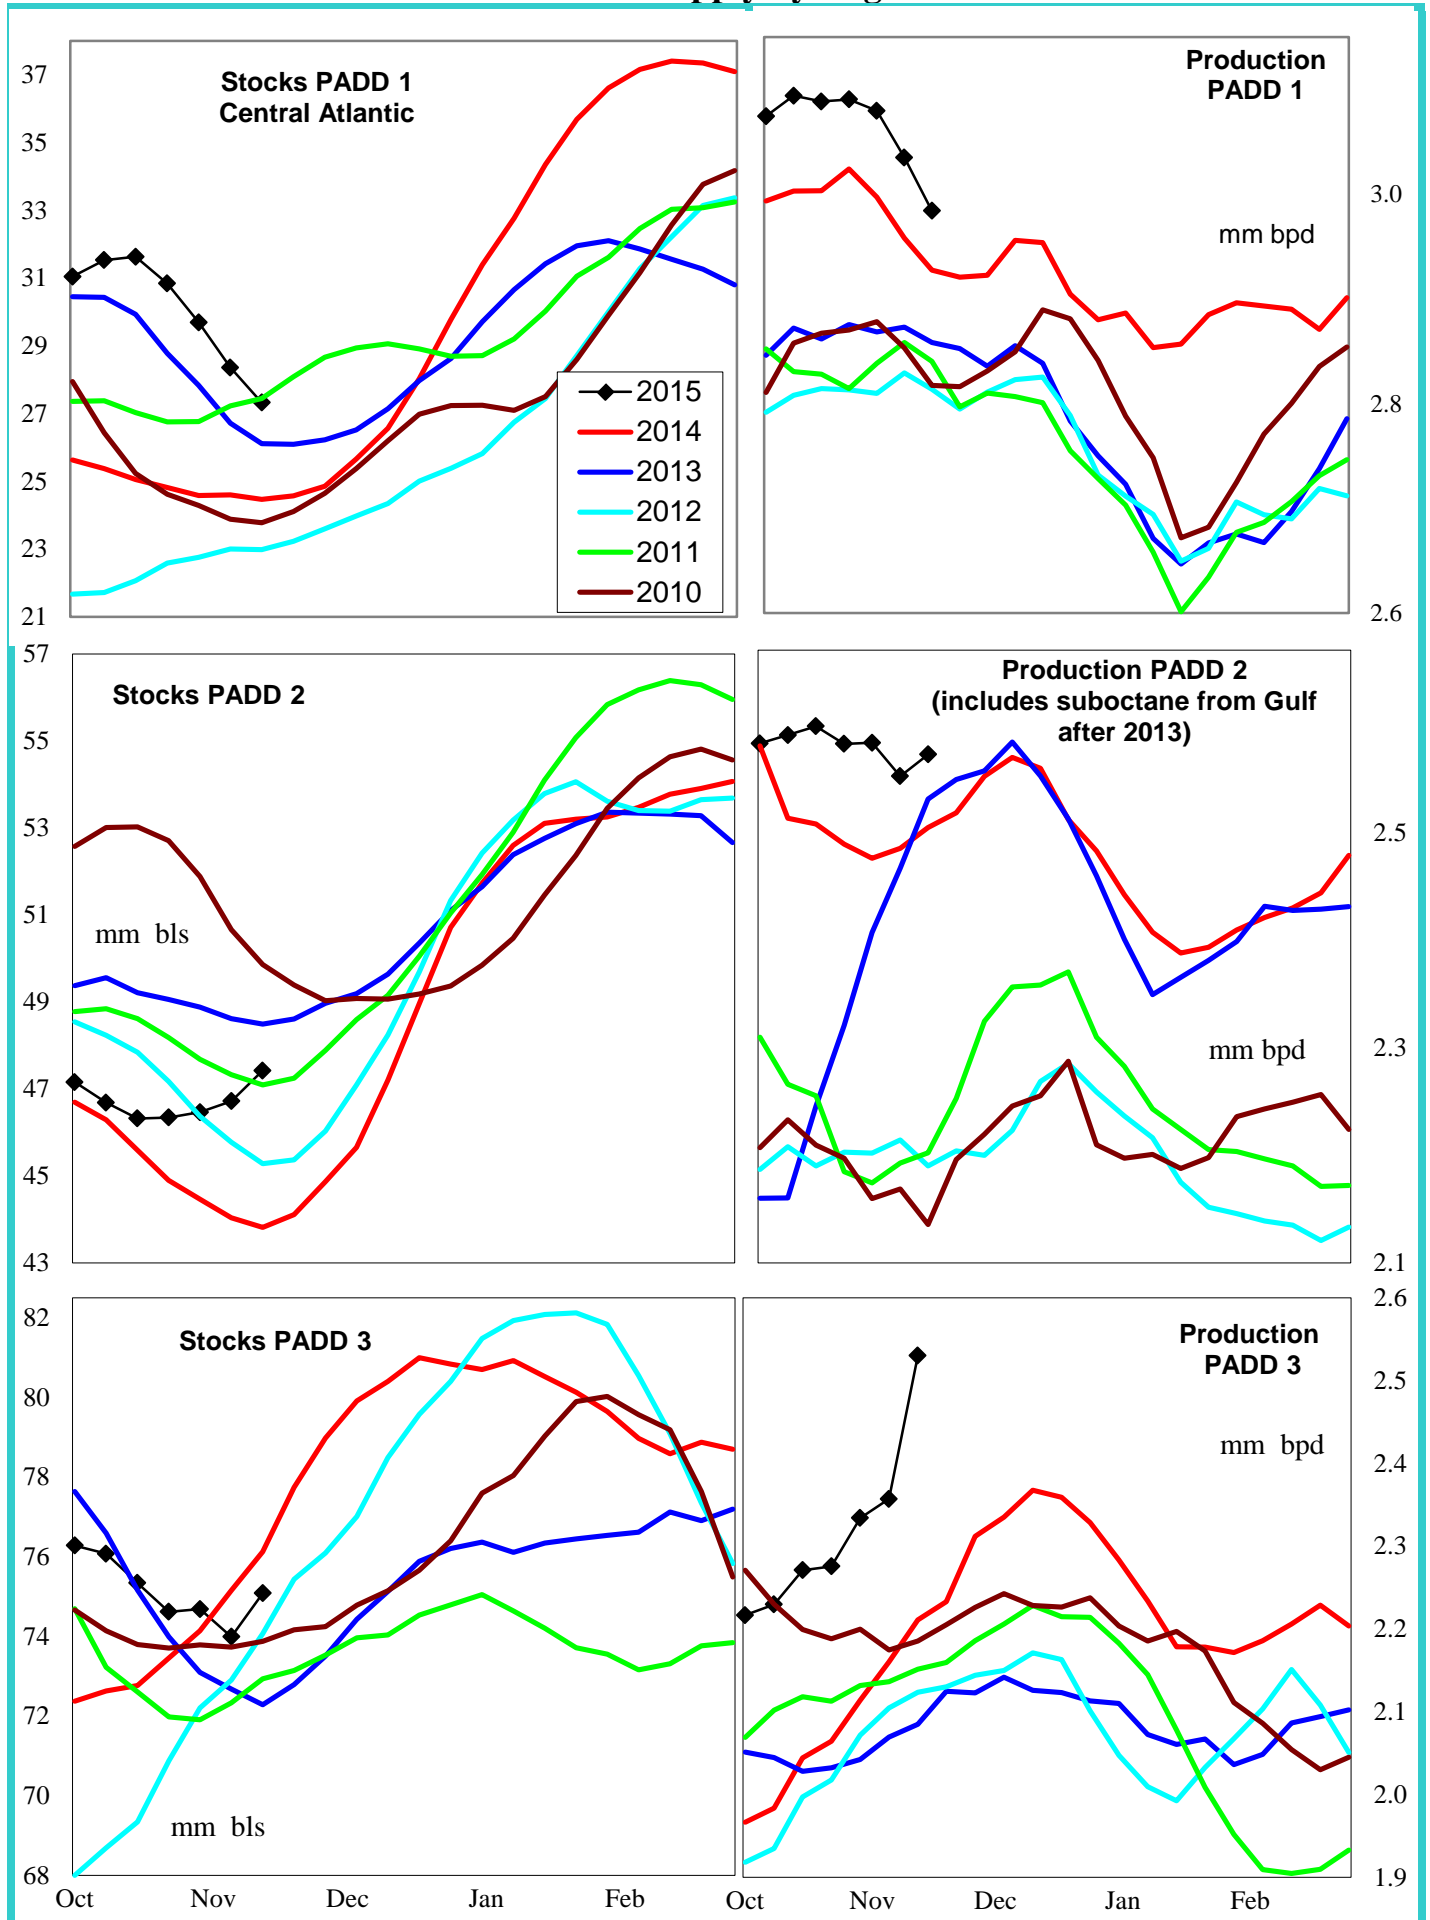 Stocks PADD 1
Central Atlantic
37
35
33
31
29
27
25
23
21
2015
2014
2013
2012
2011
2010
Production
PADD 1
mm bpd
3.0
2.8
2.6
Stocks PADD 2
mm bls
57
55
53
51
49
47
45
43
Production PADD 2
(includes suboctane from Gulf
after 2013)
mm bpd
2.5
2.3
2.1
Stocks PADD 3
mm bls
82
80
78
76
74
72
70
68
Oct Nov Dec Jan Feb
Production
PADD 3
mm bpd
2.6
2.5
2.4
2.3
2.2
2.1
2.0
1.9
Oct Nov Dec Jan Feb